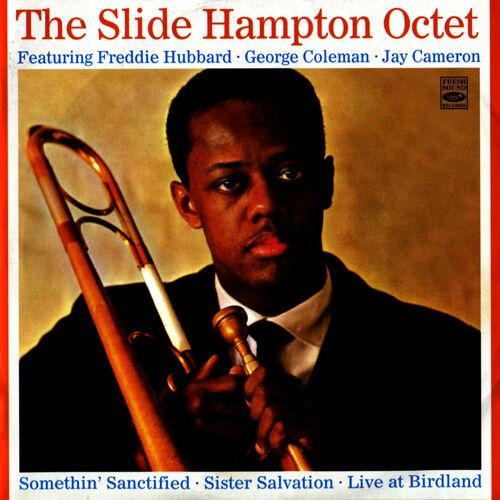 The Slide Hampton Octet
Featuring Freddie Hubbard · George Coleman · Jay Cameron
FRESH
SOUND
RECORDS
Somethin' Sanctified · Sister Salvation · Live at Birdland